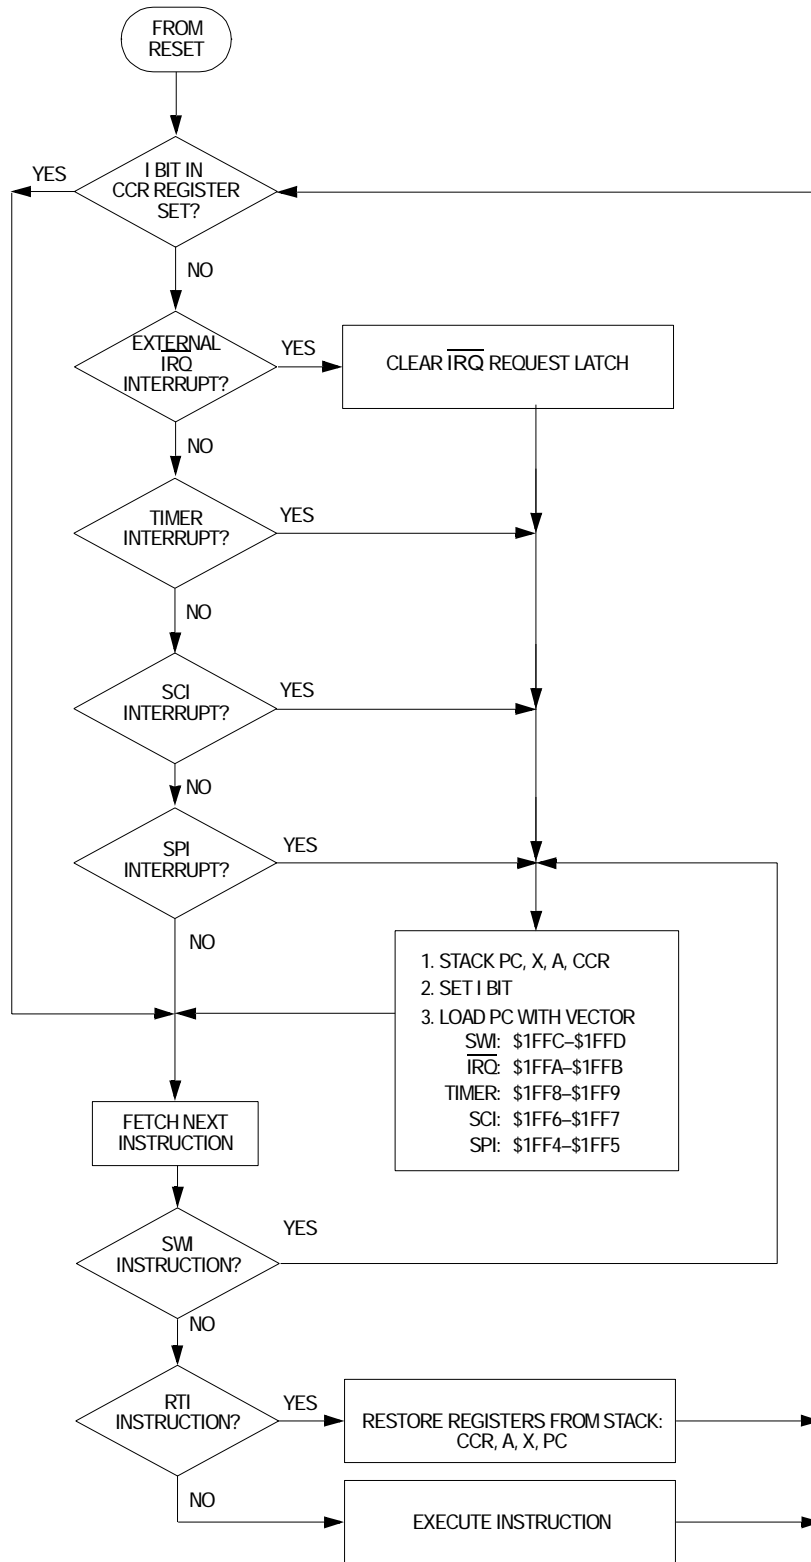 FROM
RESET
YES
I BIT IN
CCR REGISTER
SET?
NO
EXTERNAL
IRQ
INTERRUPT?
YES
CLEAR IRQ REQUEST LATCH
NO
TIMER
INTERRUPT?
YES
NO
SCI
INTERRUPT?
YES
NO
SPI
INTERRUPT?
YES
NO
1. STACK PC, X, A, CCR
2. SET I BIT
3. LOAD PC WITH VECTOR
SWI: $1FFC–$1FFD
IRQ: $1FFA–$1FFB
TIMER: $1FF8–$1FF9
SCI: $1FF6–$1FF7
SPI: $1FF4–$1FF5
FETCH NEXT
INSTRUCTION
SWI
INSTRUCTION?
YES
NO
RTI
INSTRUCTION?
YES
RESTORE REGISTERS FROM STACK:
CCR, A, X, PC
NO
EXECUTE INSTRUCTION